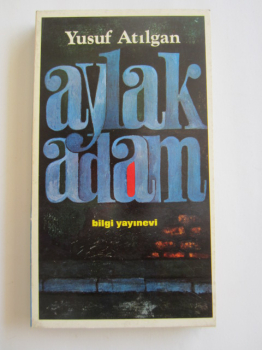 Yusuf Atılgan
aylak
adam
bilgi yayınevi